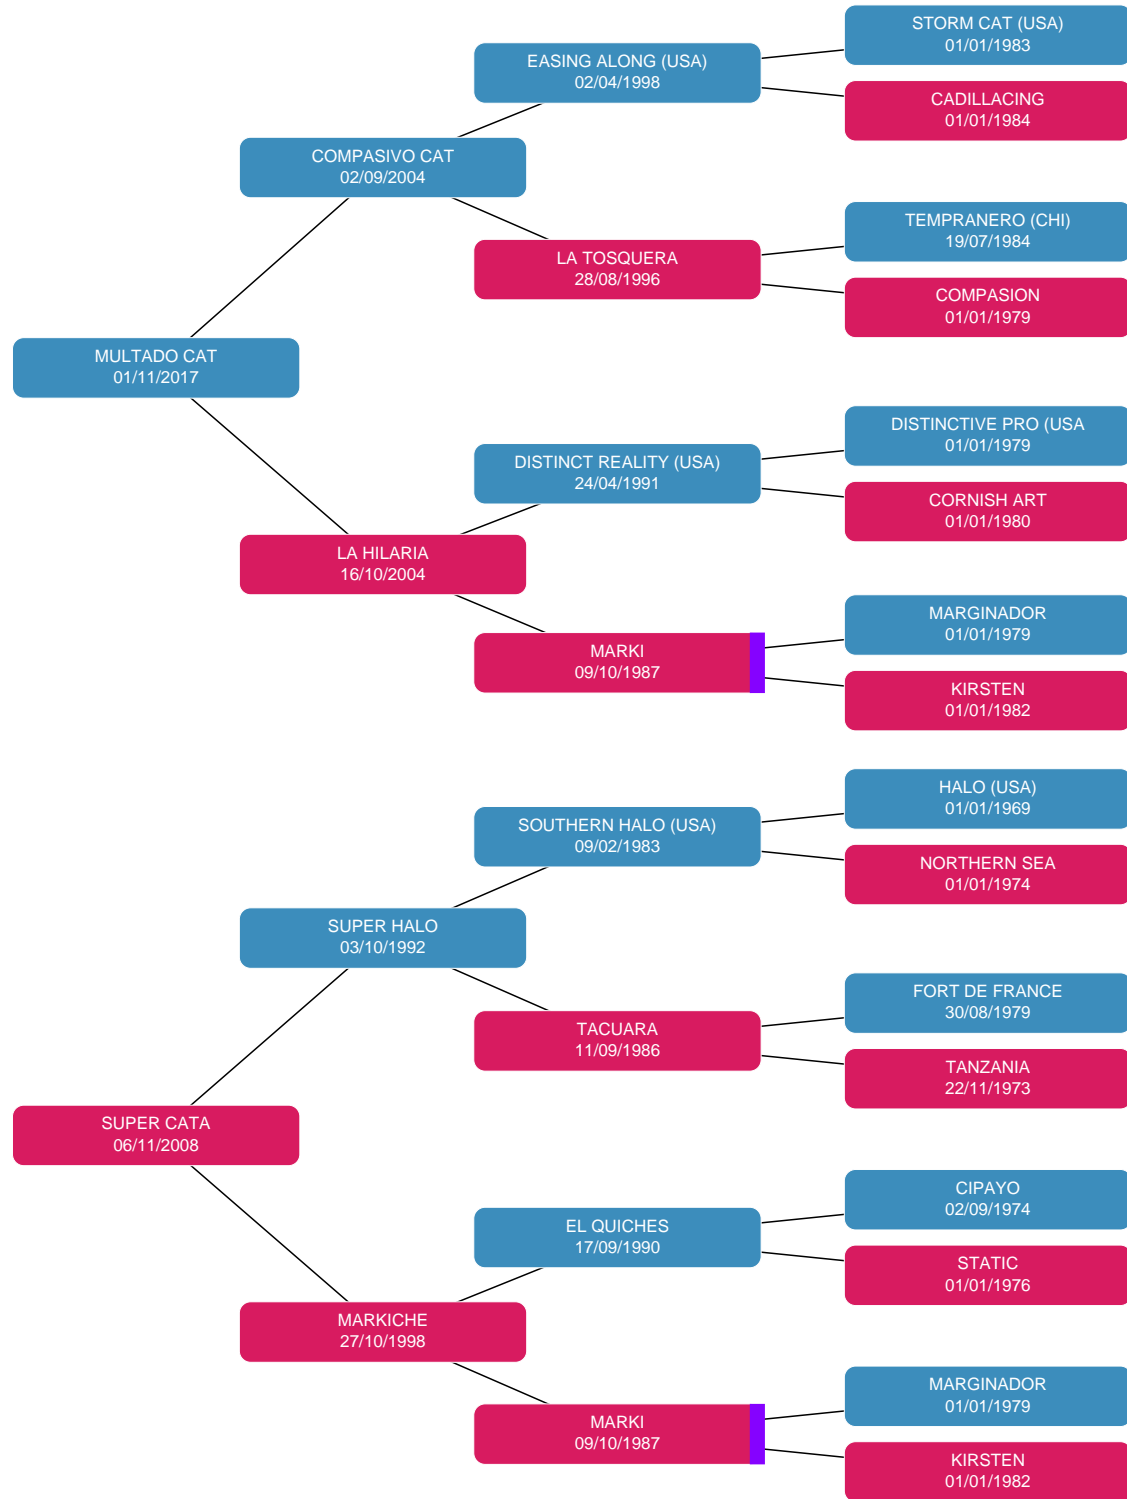 STORM CAT (USA)
01/01/1983
EASING ALONG (USA)
02/04/1998
CADILLACING
01/01/1984
COMPASIVO CAT
02/09/2004
TEMPRANERO (CHI)
19/07/1984
LA TOSQUERA
28/08/1996
COMPASION
01/01/1979
MULTADO CAT
01/11/2017
DISTINCTIVE PRO (USA
01/01/1979
DISTINCT REALITY (USA)
24/04/1991
CORNISH ART
01/01/1980
LA HILARIA
16/10/2004
MARGINADOR
01/01/1979
MARKI
09/10/1987
KIRSTEN
01/01/1982
HALO (USA)
01/01/1969
SOUTHERN HALO (USA)
09/02/1983
NORTHERN SEA
01/01/1974
SUPER HALO
03/10/1992
FORT DE FRANCE
30/08/1979
TACUARA
11/09/1986
TANZANIA
22/11/1973
SUPER CATA
06/11/2008
CIPAYO
02/09/1974
EL QUICHES
17/09/1990
STATIC
01/01/1976
MARKICHE
27/10/1998
MARGINADOR
01/01/1979
MARKI
09/10/1987
KIRSTEN
01/01/1982